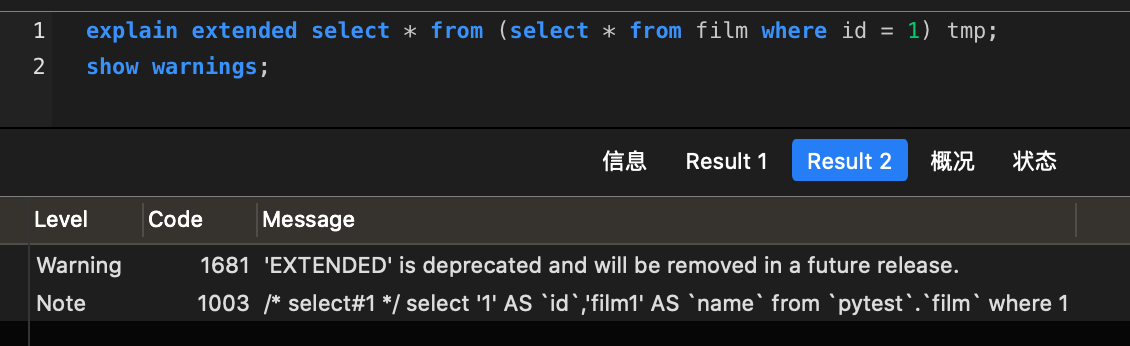 1 explain extended select * from (select * from film where id = 1) tmp;
2 show warnings;
信息 Result 1 Result 2 概况 状态
Level Code Message
Warning 1681 'EXTENDED' is deprecated and will be removed in a future release.
Note 1003 /* select#1 */ select '1' AS `id`,'film1' AS `name` from `pytest`.`film` where 1